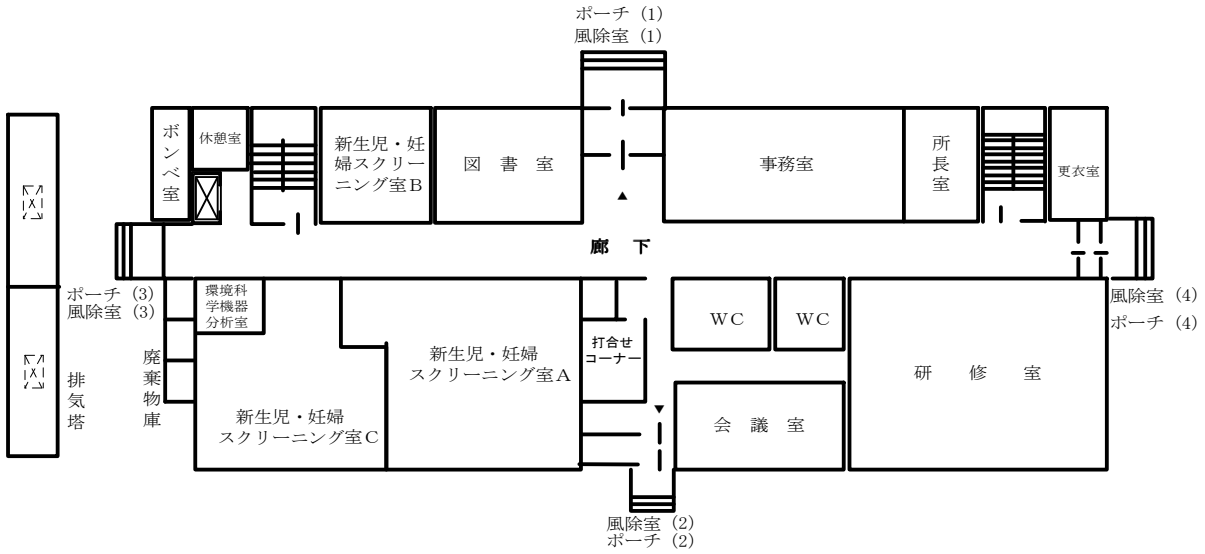 ポーチ (1)
風除室 (1)
ボンベ室
休憩室
新生児・妊
婦スクリー
ニング室B
図 書 室
事務室
所長室
更衣室
廊 下
ポーチ (3)
風除室 (3)
環境科
学機器
分析室
WC
WC
風除室 (4)
ポーチ (4)
打合せ
コーナー
新生児・妊婦
スクリーニング室A
研 修 室
廃棄物庫
排気塔
新生児・妊婦
スクリーニング室C
会 議 室
風除室 (2)
ポーチ (2)